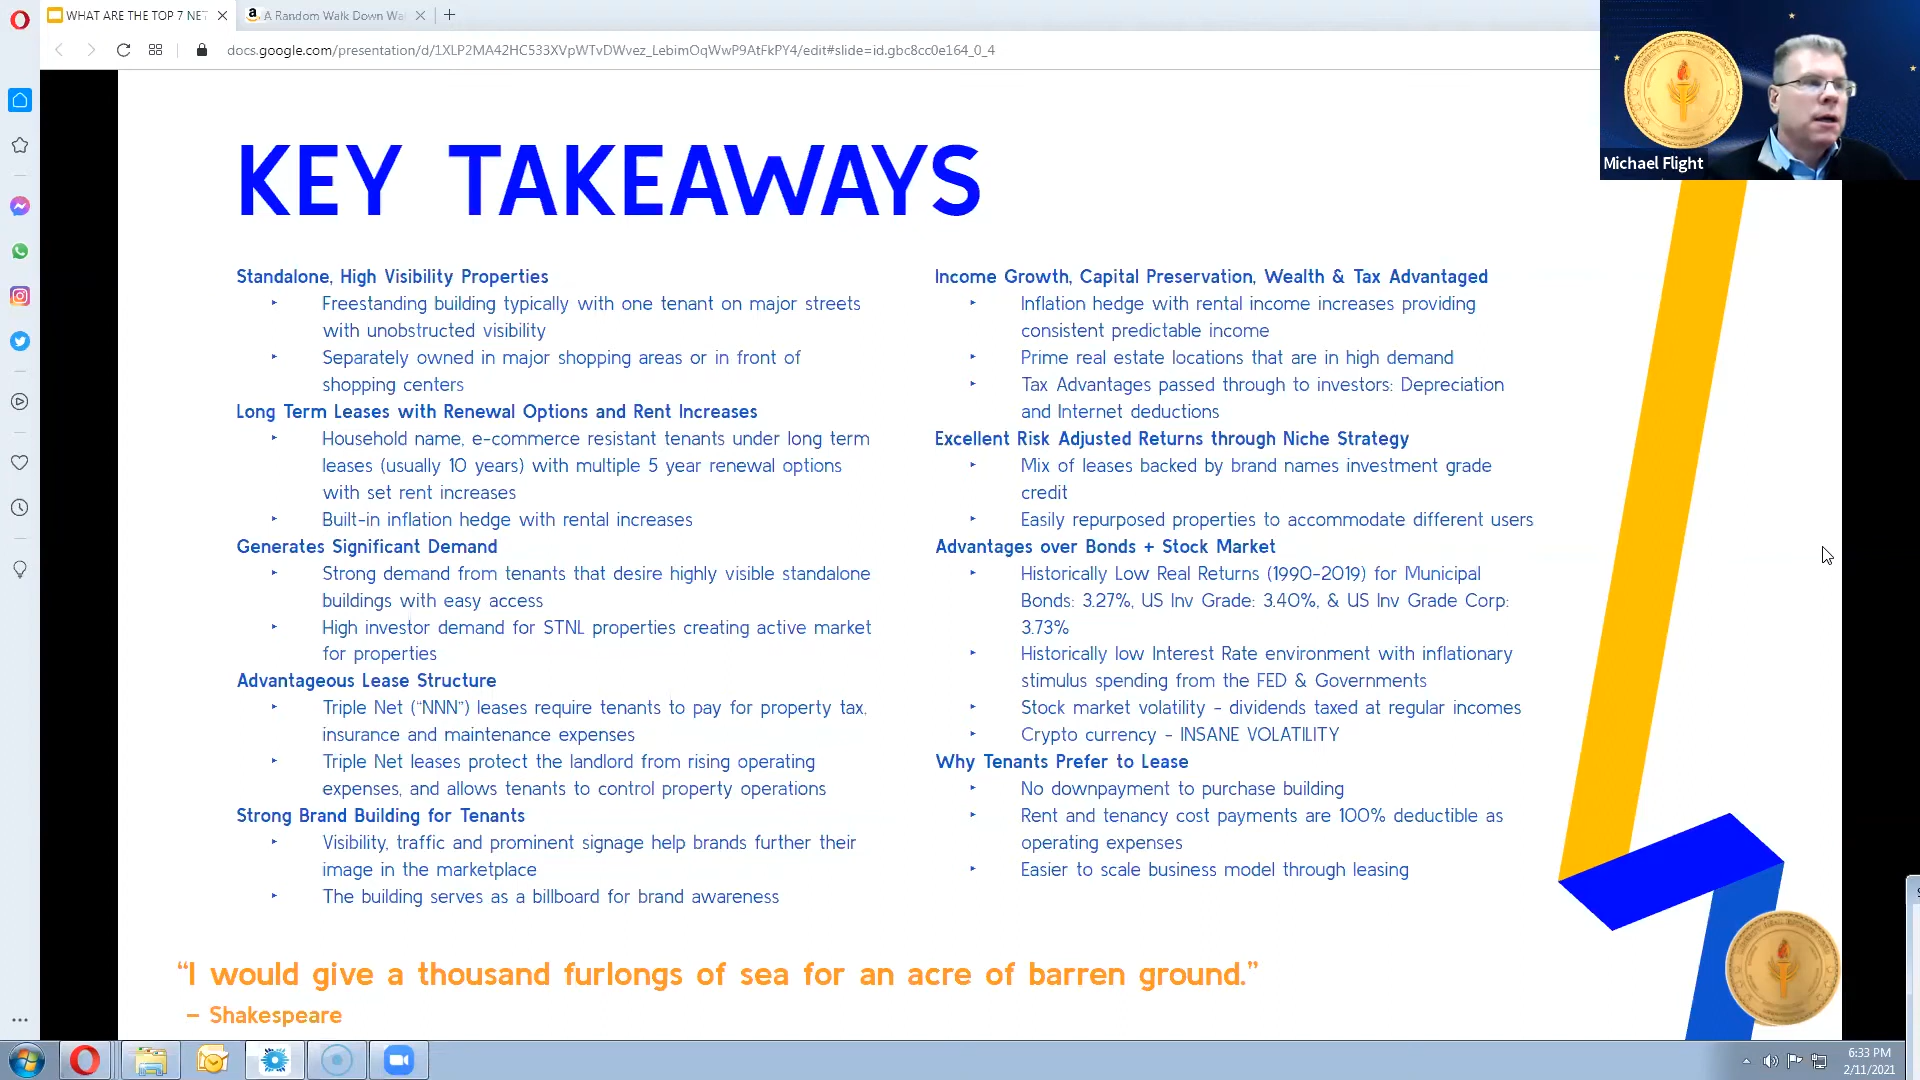 WHAT ARE THE TOP 7 NET
A Random Walk Down Wal
docs.google.com/presentation/d/1XLP2MA42HC533XVpWTvDWvez_LebimOqWwP9AtFkPY4/edit#slide=id.gbc8cc0e164_0_4
Michael Flight
KEY TAKEAWAYS
Standalone, High Visibility Properties
Freestanding building typically with one tenant on major streets
with unobstructed visibility
Separately owned in major shopping areas or in front of
shopping centers
Long Term Leases with Renewal Options and Rent Increases
Household name, e-commerce resistant tenants under long term
leases (usually 10 years) with multiple 5 year renewal options
with set rent increases
Built-in inflation hedge with rental increases
Generates Significant Demand
Strong demand from tenants that desire highly visible standalone
buildings with easy access
High investor demand for STNL properties creating active market
for properties
Advantageous Lease Structure
Triple Net ("NNN") leases require tenants to pay for property tax,
insurance and maintenance expenses
Triple Net leases protect the landlord from rising operating
expenses, and allows tenants to control property operations
Strong Brand Building for Tenants
Visibility, traffic and prominent signage help brands further their
image in the marketplace
The building serves as a billboard for brand awareness
Income Growth, Capital Preservation, Wealth & Tax Advantaged
Inflation hedge with rental income increases providing
consistent predictable income
Prime real estate locations that are in high demand
Tax Advantages passed through to investors: Depreciation
and Internet deductions
Excellent Risk Adjusted Returns through Niche Strategy
Mix of leases backed by brand names investment grade
credit
Easily repurposed properties to accommodate different users
Advantages over Bonds + Stock Market
Historically Low Real Returns (1990-2019) for Municipal
Bonds: 3.27%, US Inv Grade: 3.40%, & US Inv Grade Corp:
3.73%
Historically low Interest Rate environment with inflationary
stimulus spending from the FED & Governments
Stock market volatility - dividends taxed at regular incomes
Crypto currency - INSANE VOLATILITY
Why Tenants Prefer to Lease
No downpayment to purchase building
Rent and tenancy cost payments are 100% deductible as
operating expenses
Easier to scale business model through leasing
“I would give a thousand furlongs of sea for an acre of barren ground.”
– Shakespeare
6:33 PM
2/11/2021